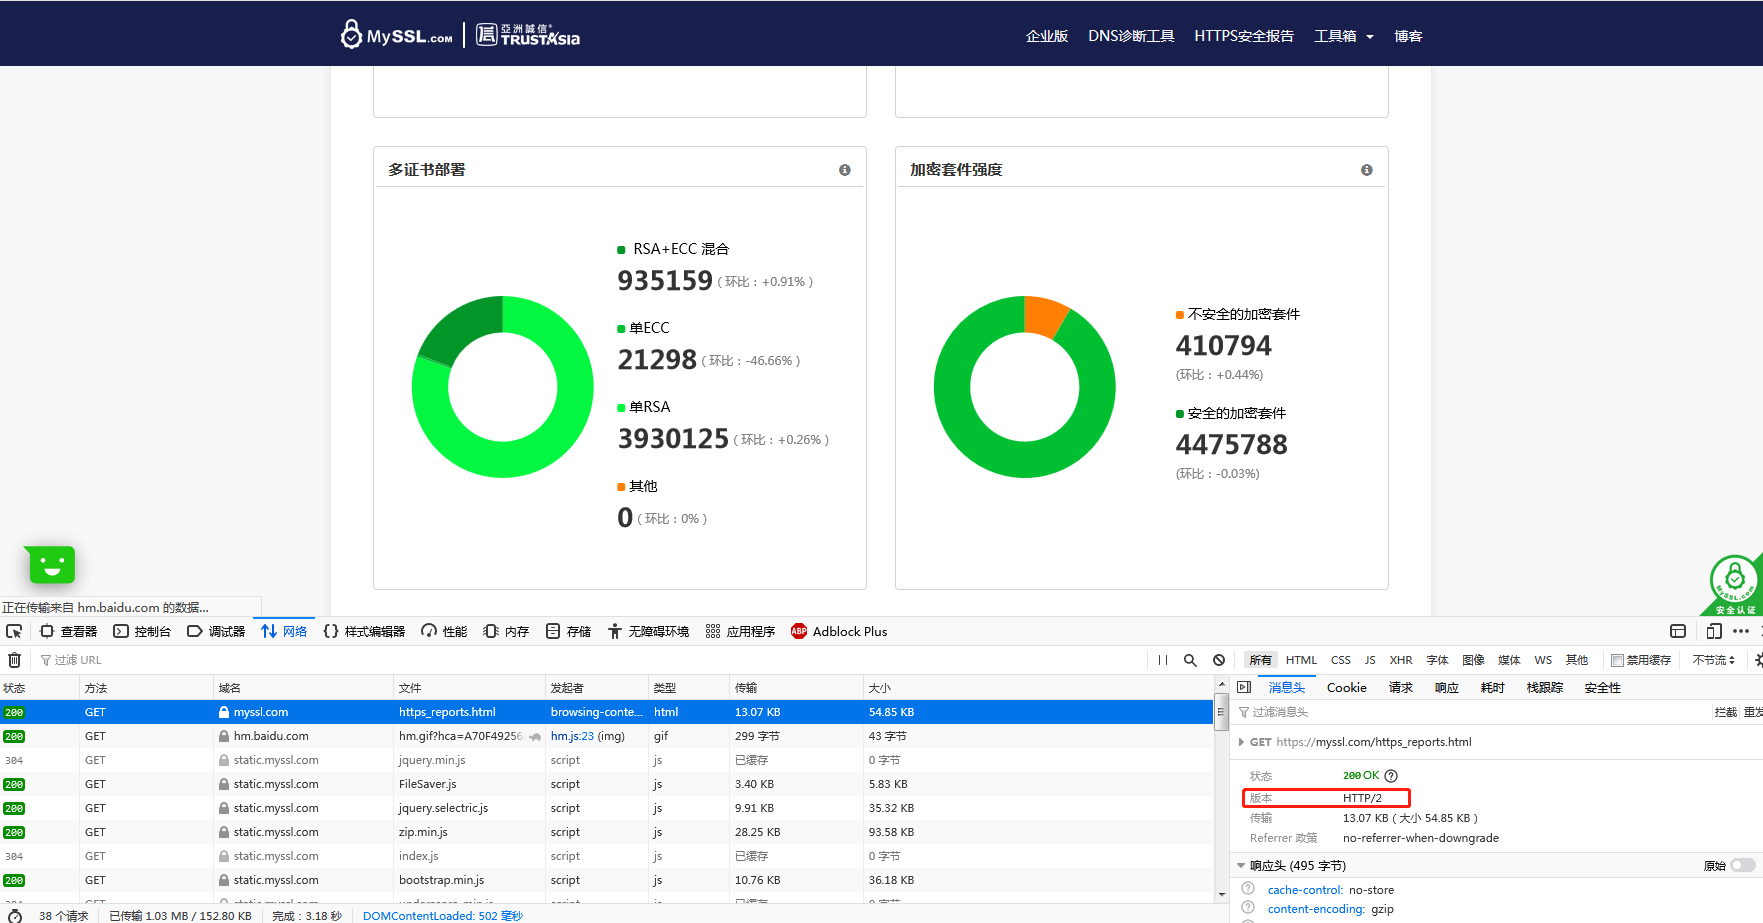 MySSL.COM 亞洲誠信 TRUSTAsia 企业版 DNS诊断工具 HTTPS安全报告 工具箱 博客
多证书部署
RSA+ECC 混合
935159 ( 环比：+0.91% )
单ECC
21298 ( 环比：-46.66% )
单RSA
3930125 ( 环比：+0.26% )
其他
0 ( 环比：0% )
加密套件强度
不安全的加密套件
410794
(环比：+0.44%)
安全的加密套件
4475788
(环比：-0.03%)
MySSL.com
安全认证
正在传输来自 hm.baidu.com 的数据...
查看器 控制台 调试器 网络 样式编辑器 性能 内存 存储 无障碍环境 应用程序 ABP Adblock Plus
过滤 URL 所有 HTML CSS JS XHR 字体 图像 媒体 WS 其他 禁用缓存 不节流
状态 方法 域名 文件 发起者 类型 传输 大小
200 GET myssl.com https_reports.html browsing-conte... html 13.07 KB 54.85 KB
200 GET hm.baidu.com hm.gif?hca=A70F49256 hm.js:23 (img) gif 299 字节 43 字节
304 GET static.myssl.com jquery.min.js script js 已缓存 0 字节
200 GET static.myssl.com FileSaver.js script js 3.40 KB 5.83 KB
200 GET static.myssl.com jquery.selectric.js script js 9.91 KB 35.32 KB
200 GET static.myssl.com zip.min.js script js 28.25 KB 93.58 KB
304 GET static.myssl.com index.js script js 已缓存 0 字节
200 GET static.myssl.com bootstrap.min.js script js 10.76 KB 36.18 KB
38 个请求 已传输 1.03 MB / 152.80 KB 完成：3.18 秒 DOMContentLoaded: 502 毫秒
消息头 Cookie 请求 响应 耗时 栈跟踪 安全性
过滤消息头 拦截 重发
GET https://myssl.com/https_reports.html
状态 200 OK
版本 HTTP/2
传输 13.07 KB ( 大小 54.85 KB )
Referrer 政策 no-referrer-when-downgrade
响应头 (495 字节) 原始
cache-control: no-store
content-encoding: gzip